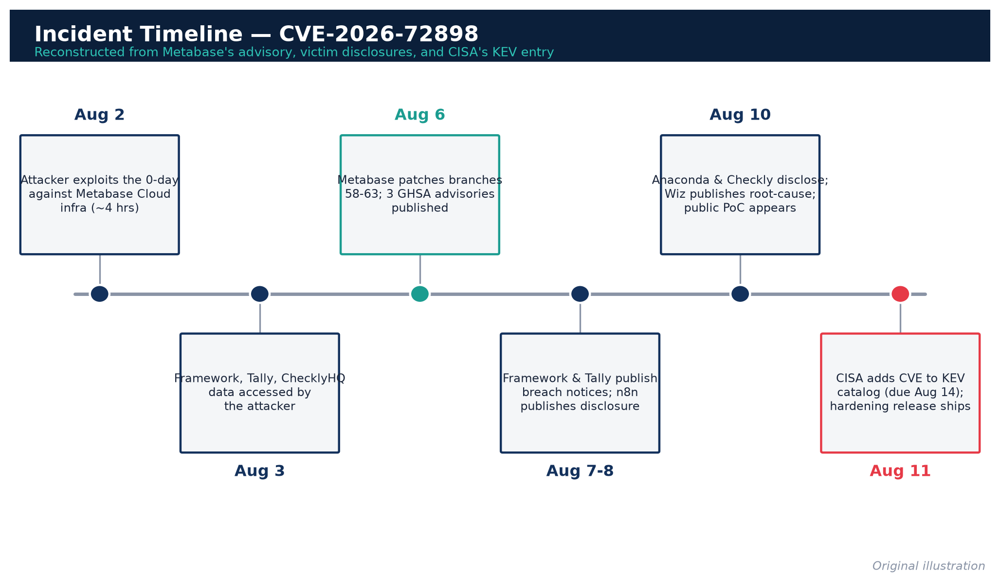 Incident Timeline — CVE-2026-72898
Reconstructed from Metabase's advisory, victim disclosures, and CISA's KEV entry
Aug 2
Attacker exploits the 0-day
against Metabase Cloud
infra (~4 hrs)
Framework, Tally, ChecklyHQ
data accessed by
the attacker
Aug 3
Aug 6
Metabase patches branches
58-63; 3 GHSA advisories
published
Framework & Tally publish
breach notices; n8n
publishes disclosure
Aug 7-8
Aug 10
Anaconda & Checkly disclose;
Wiz publishes root-cause;
public PoC appears
CISA adds CVE to KEV
catalog (due Aug 14);
hardening release ships
Aug 11
Original illustration